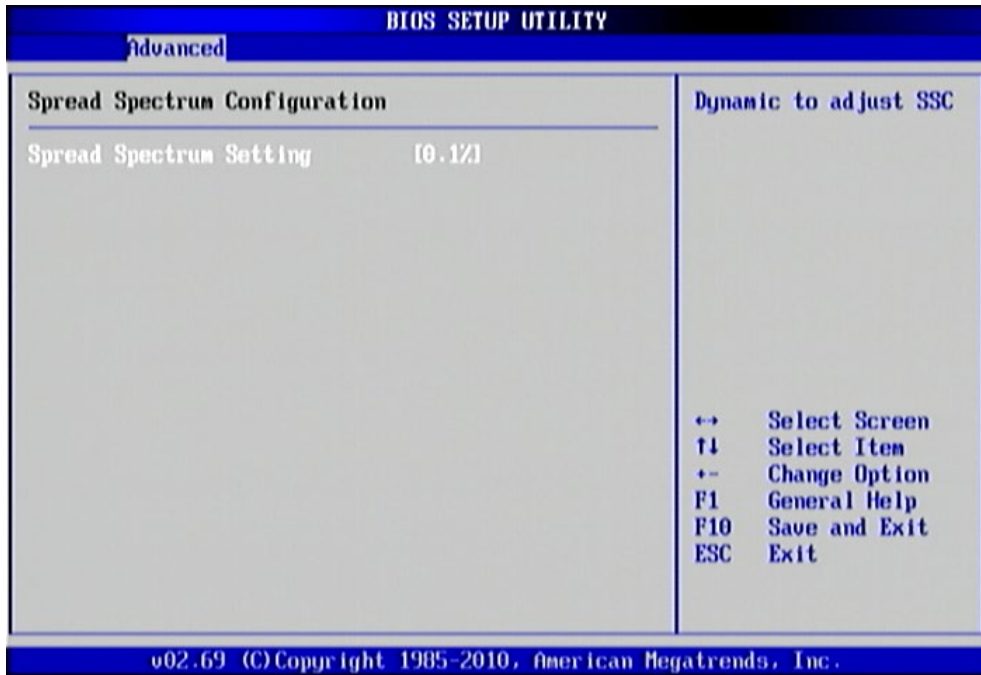 BIOS SETUP UTILITY
Advanced
Spread Spectrum Configuration
Spread Spectrum Setting [0.1%]
Dynamic to adjust SSC
←→ Select Screen
↑↓ Select Item
+- Change Option
F1 General Help
F10 Save and Exit
ESC Exit
v02.69 (C)Copyright 1985-2010, American Megatrends, Inc.